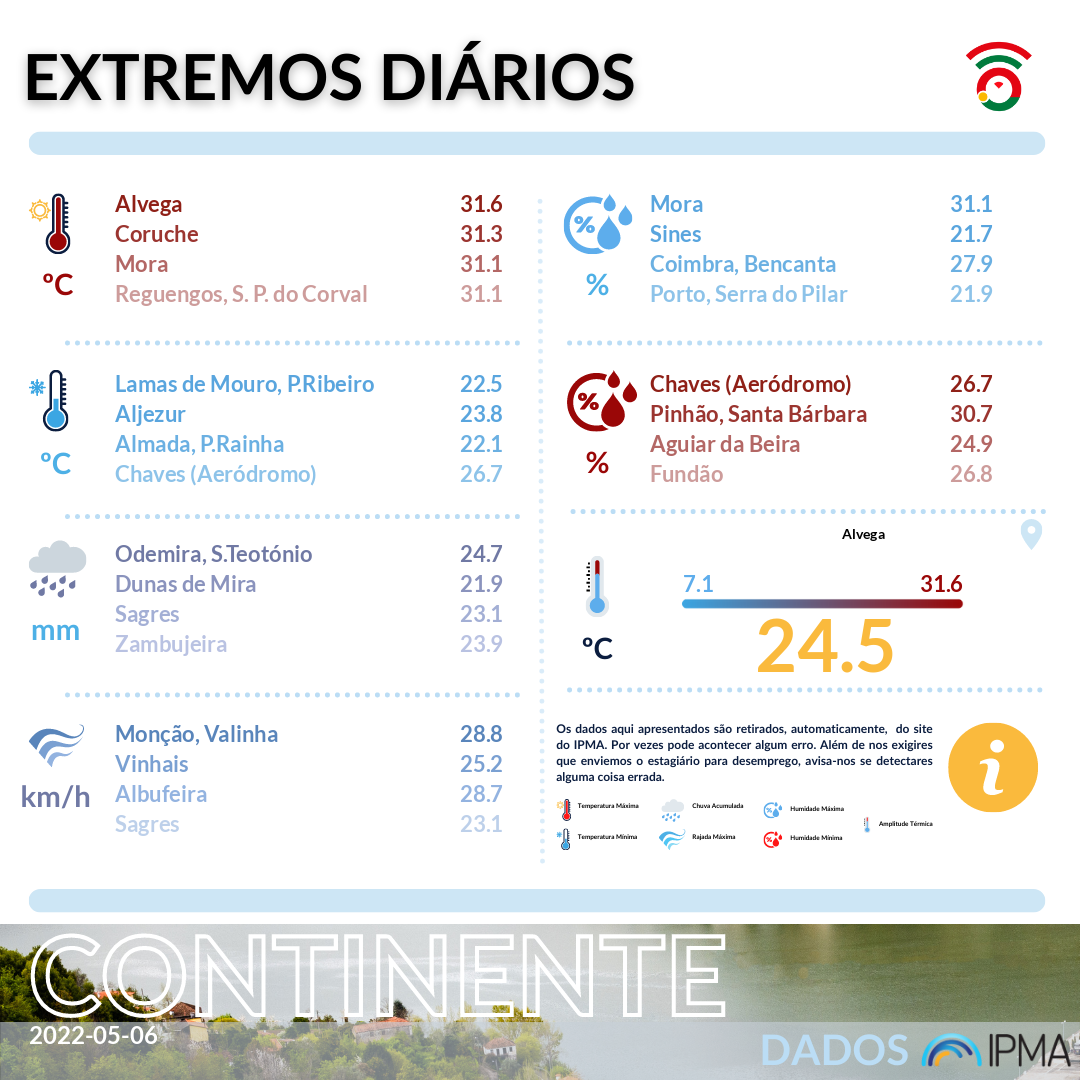 EXTREMOS DIÁRIOS
Alvega 31.6
Coruche 31.3
Mora 31.1
Reguengos, S. P. do Corval 31.1
ºC
Lamas de Mouro, P.Ribeiro 22.5
Aljezur 23.8
Almada, P.Rainha 22.1
Chaves (Aeródromo) 26.7
ºC
Odemira, S.Teotónio 24.7
Dunas de Mira 21.9
Sagres 23.1
Zambujeira 23.9
mm
Monção, Valinha 28.8
Vinhais 25.2
Albufeira 28.7
Sagres 23.1
km/h
%
Mora 31.1
Sines 21.7
Coimbra, Bencanta 27.9
Porto, Serra do Pilar 21.9
%
%
Chaves (Aeródromo) 26.7
Pinhão, Santa Bárbara 30.7
Aguiar da Beira 24.9
Fundão 26.8
%
Alvega
7.1 31.6
24.5
ºC
Os dados aqui apresentados são retirados, automaticamente, do site
do IPMA. Por vezes pode acontecer algum erro. Além de nos exigires
que enviemos o estagiário para desemprego, avisa-nos se detectares
alguma coisa errada.
i
Temperatura Máxima Chuva Acumulada Humidade Máxima
Amplitude Térmica
Temperatura Mínima Rajada Máxima Humidade Mínima
CONTINENTE
2022-05-06
DADOS IPMA